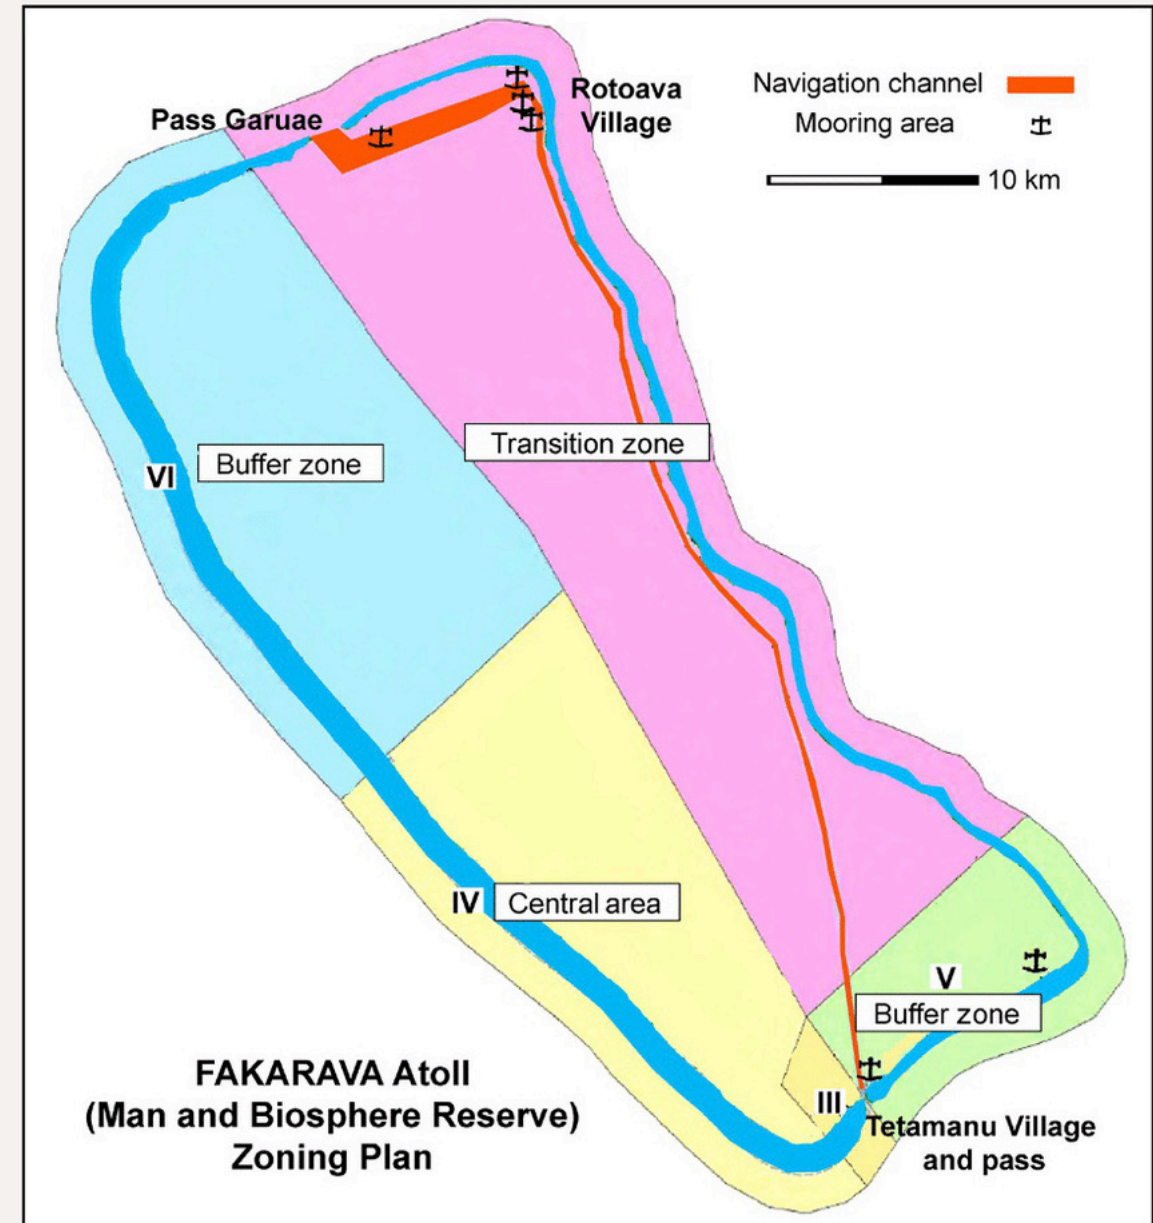 Pass Garuae
Rotoava
Village
Navigation channel
Mooring area
10 km
Transition zone
VI
Buffer zone
IV
Central area
V
Buffer zone
III
Tetamanu Village
and pass
FAKARAVA Atoll
(Man and Biosphere Reserve)
Zoning Plan